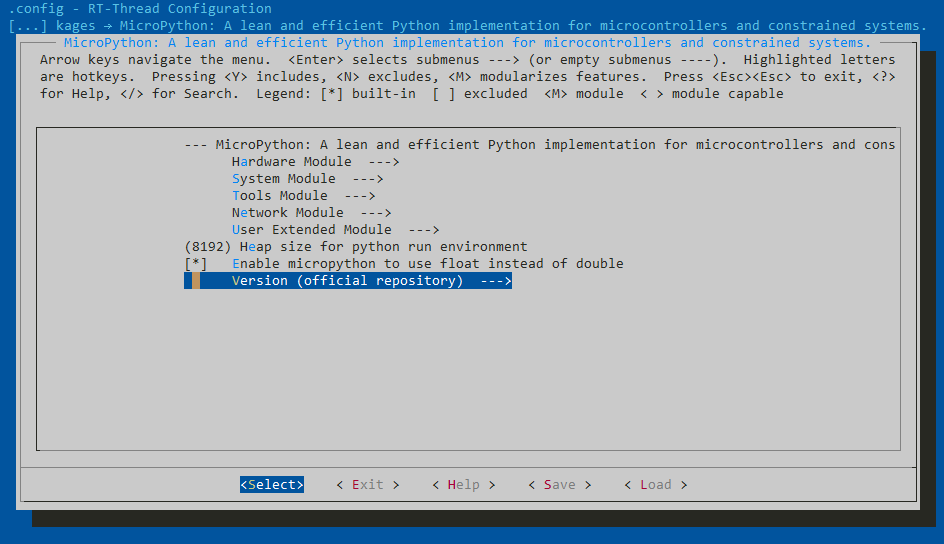 .config - RT-Thread Configuration
[...] kages → MicroPython: A lean and efficient Python implementation for microcontrollers and constrained systems.
MicroPython: A lean and efficient Python implementation for microcontrollers and constrained systems.
Arrow keys navigate the menu.  <Enter> selects submenus ---> (or empty submenus ----).  Highlighted letters
are hotkeys.  Pressing <Y> includes, <N> excludes, <M> modularizes features.  Press <Esc><Esc> to exit, <?>
for Help, </> for Search.  Legend: [*] built-in  [ ] excluded  <M> module  < > module capable
--- MicroPython: A lean and efficient Python implementation for microcontrollers and cons
Hardware Module  --->
System Module  --->
Tools Module  --->
Network Module  --->
User Extended Module  --->
(8192) Heap size for python run environment
[*]   Enable micropython to use float instead of double
Version (official repository)  --->
<Select>    < Exit >    < Help >    < Save >    < Load >